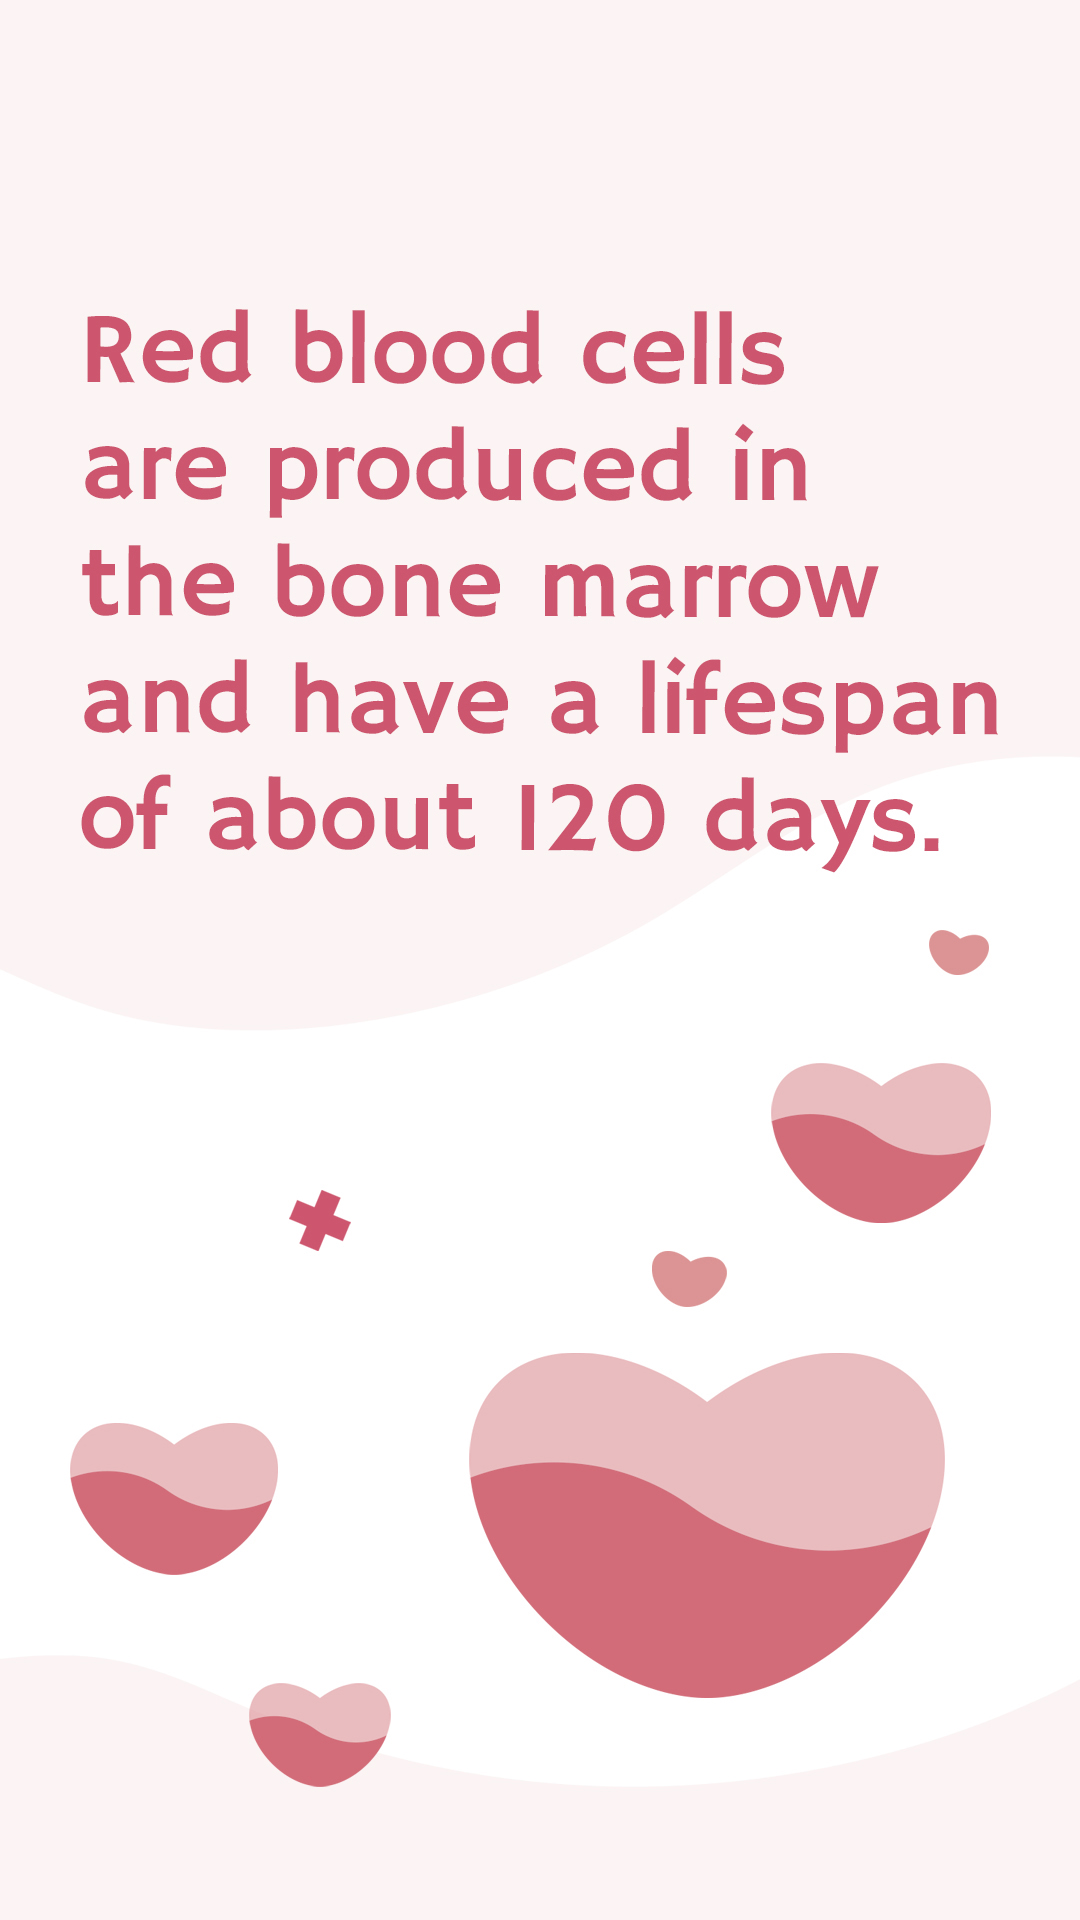 Red blood cells
are produced in
the bone marrow
and have a lifespan
of about 120 days.